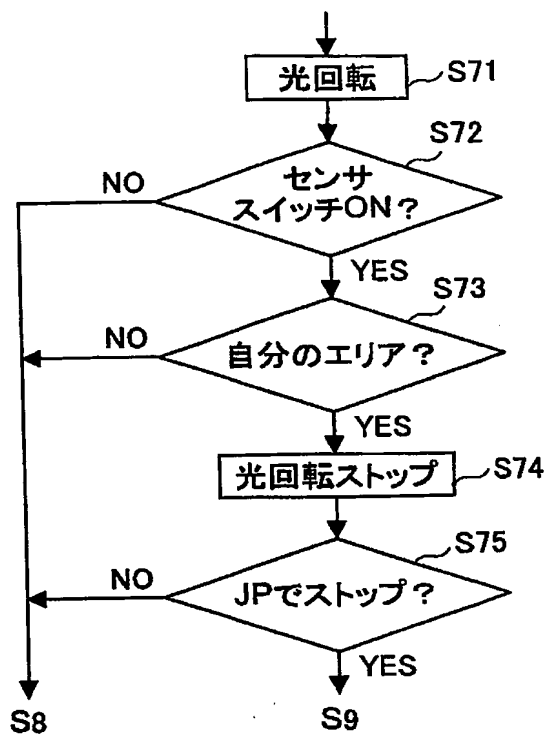 光回転
S71
S72
センサ
スイッチON?
NO
YES
S73
自分のエリア?
NO
YES
光回転ストップ
S74
S75
JPでストップ?
NO
YES
S8
S9